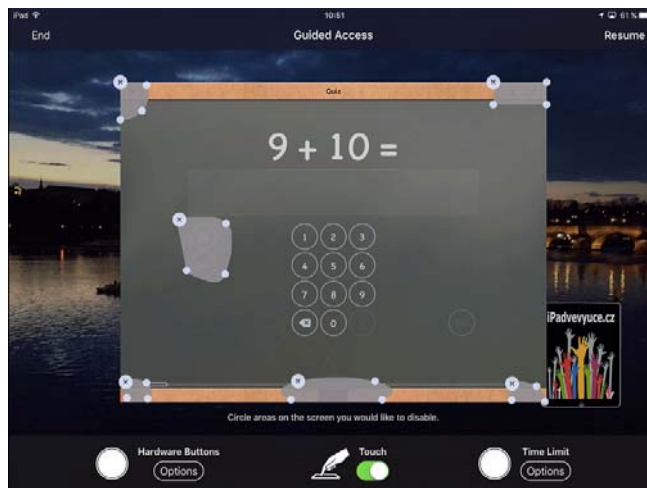 iPad 10:51 61 %
End Guided Access Resume
Quiz
9 + 10 =
1 2 3
4 5 6
7 8 9
0
iPadvevyuce.cz
Circle areas on the screen you would like to disable.
Hardware Buttons Touch Time Limit
Options Options